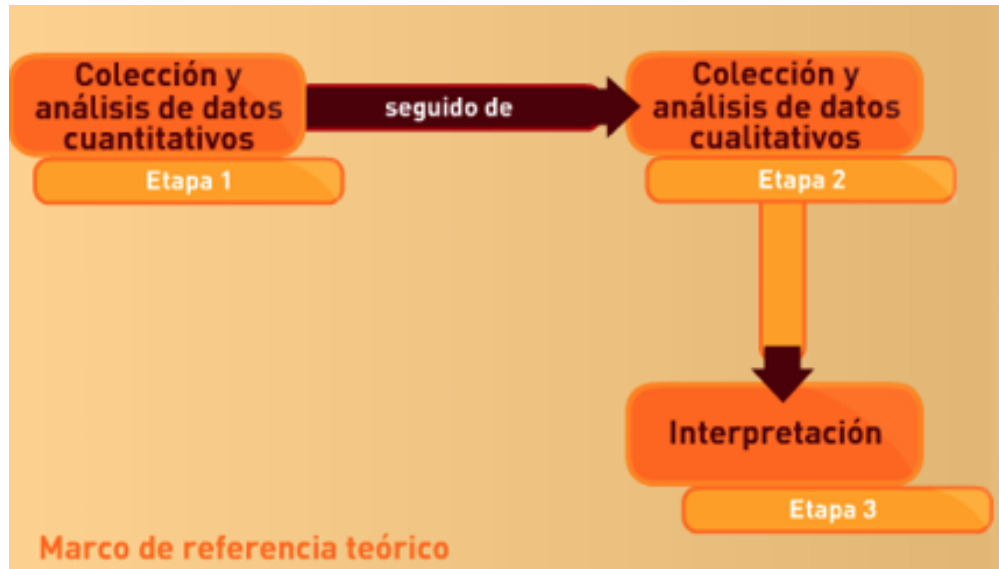 Colección y
análisis de datos
cuantitativos
Etapa 1
seguido de
Colección y
análisis de datos
cualitativos
Etapa 2
Interpretación
Etapa 3
Marco de referencia teórico